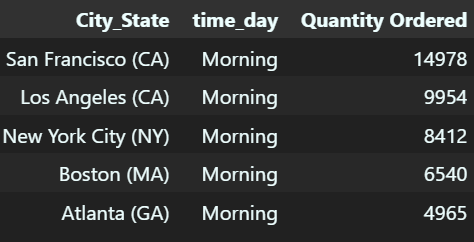 City_State time_day Quantity Ordered
San Francisco (CA) Morning 14978
Los Angeles (CA) Morning 9954
New York City (NY) Morning 8412
Boston (MA) Morning 6540
Atlanta (GA) Morning 4965